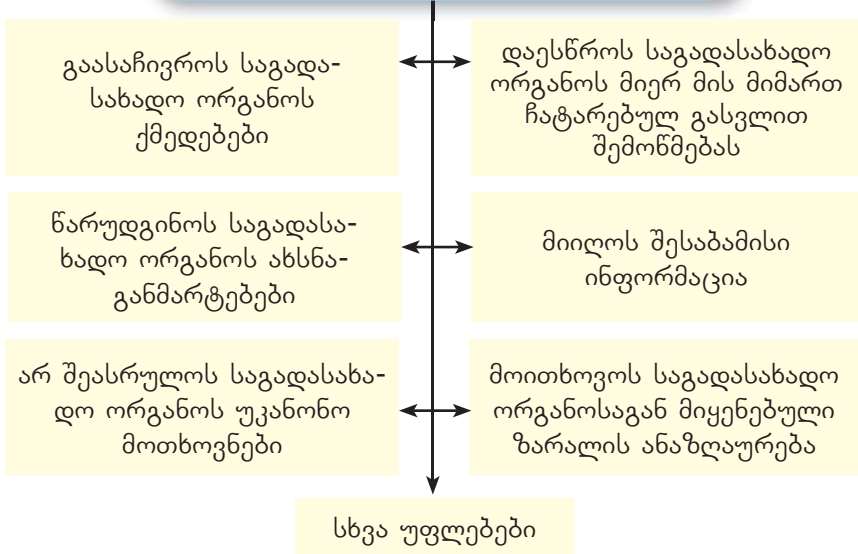 გაასაჩივროს საგადა-
სახადო ორგანოს
ქმედებები
დაესწროს საგადასახადო
ორგანოს მიერ მის მიმართ
ჩატარებულ გასვლით
შემოწმებას
წარუდგინოს საგადასა-
ხადო ორგანოს ახსნა-
განმარტებები
მიიღოს შესაბამისი
ინფორმაცია
არ შეასრულოს საგადასახა-
დო ორგანოს უკანონო
მოთხოვნები
მოითხოვოს საგადასახადო
ორგანოსაგან მიყენებული
ზარალის ანაზღაურება
სხვა უფლებები